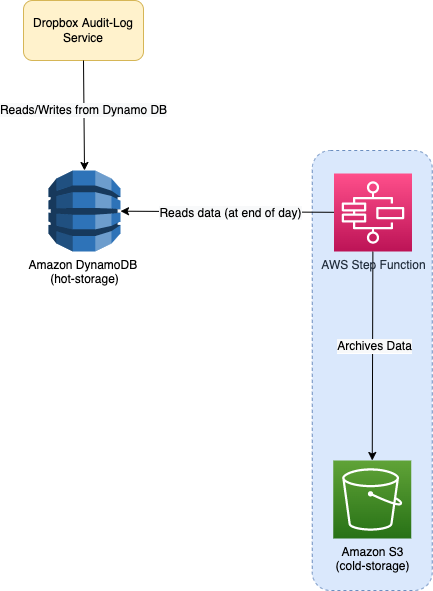 Dropbox Audit-Log
Service
Reads/Writes from Dynamo DB
Reads data (at end of day)
Amazon DynamoDB
(hot-storage)
AWS Step Function
Archives Data
Amazon S3
(cold-storage)